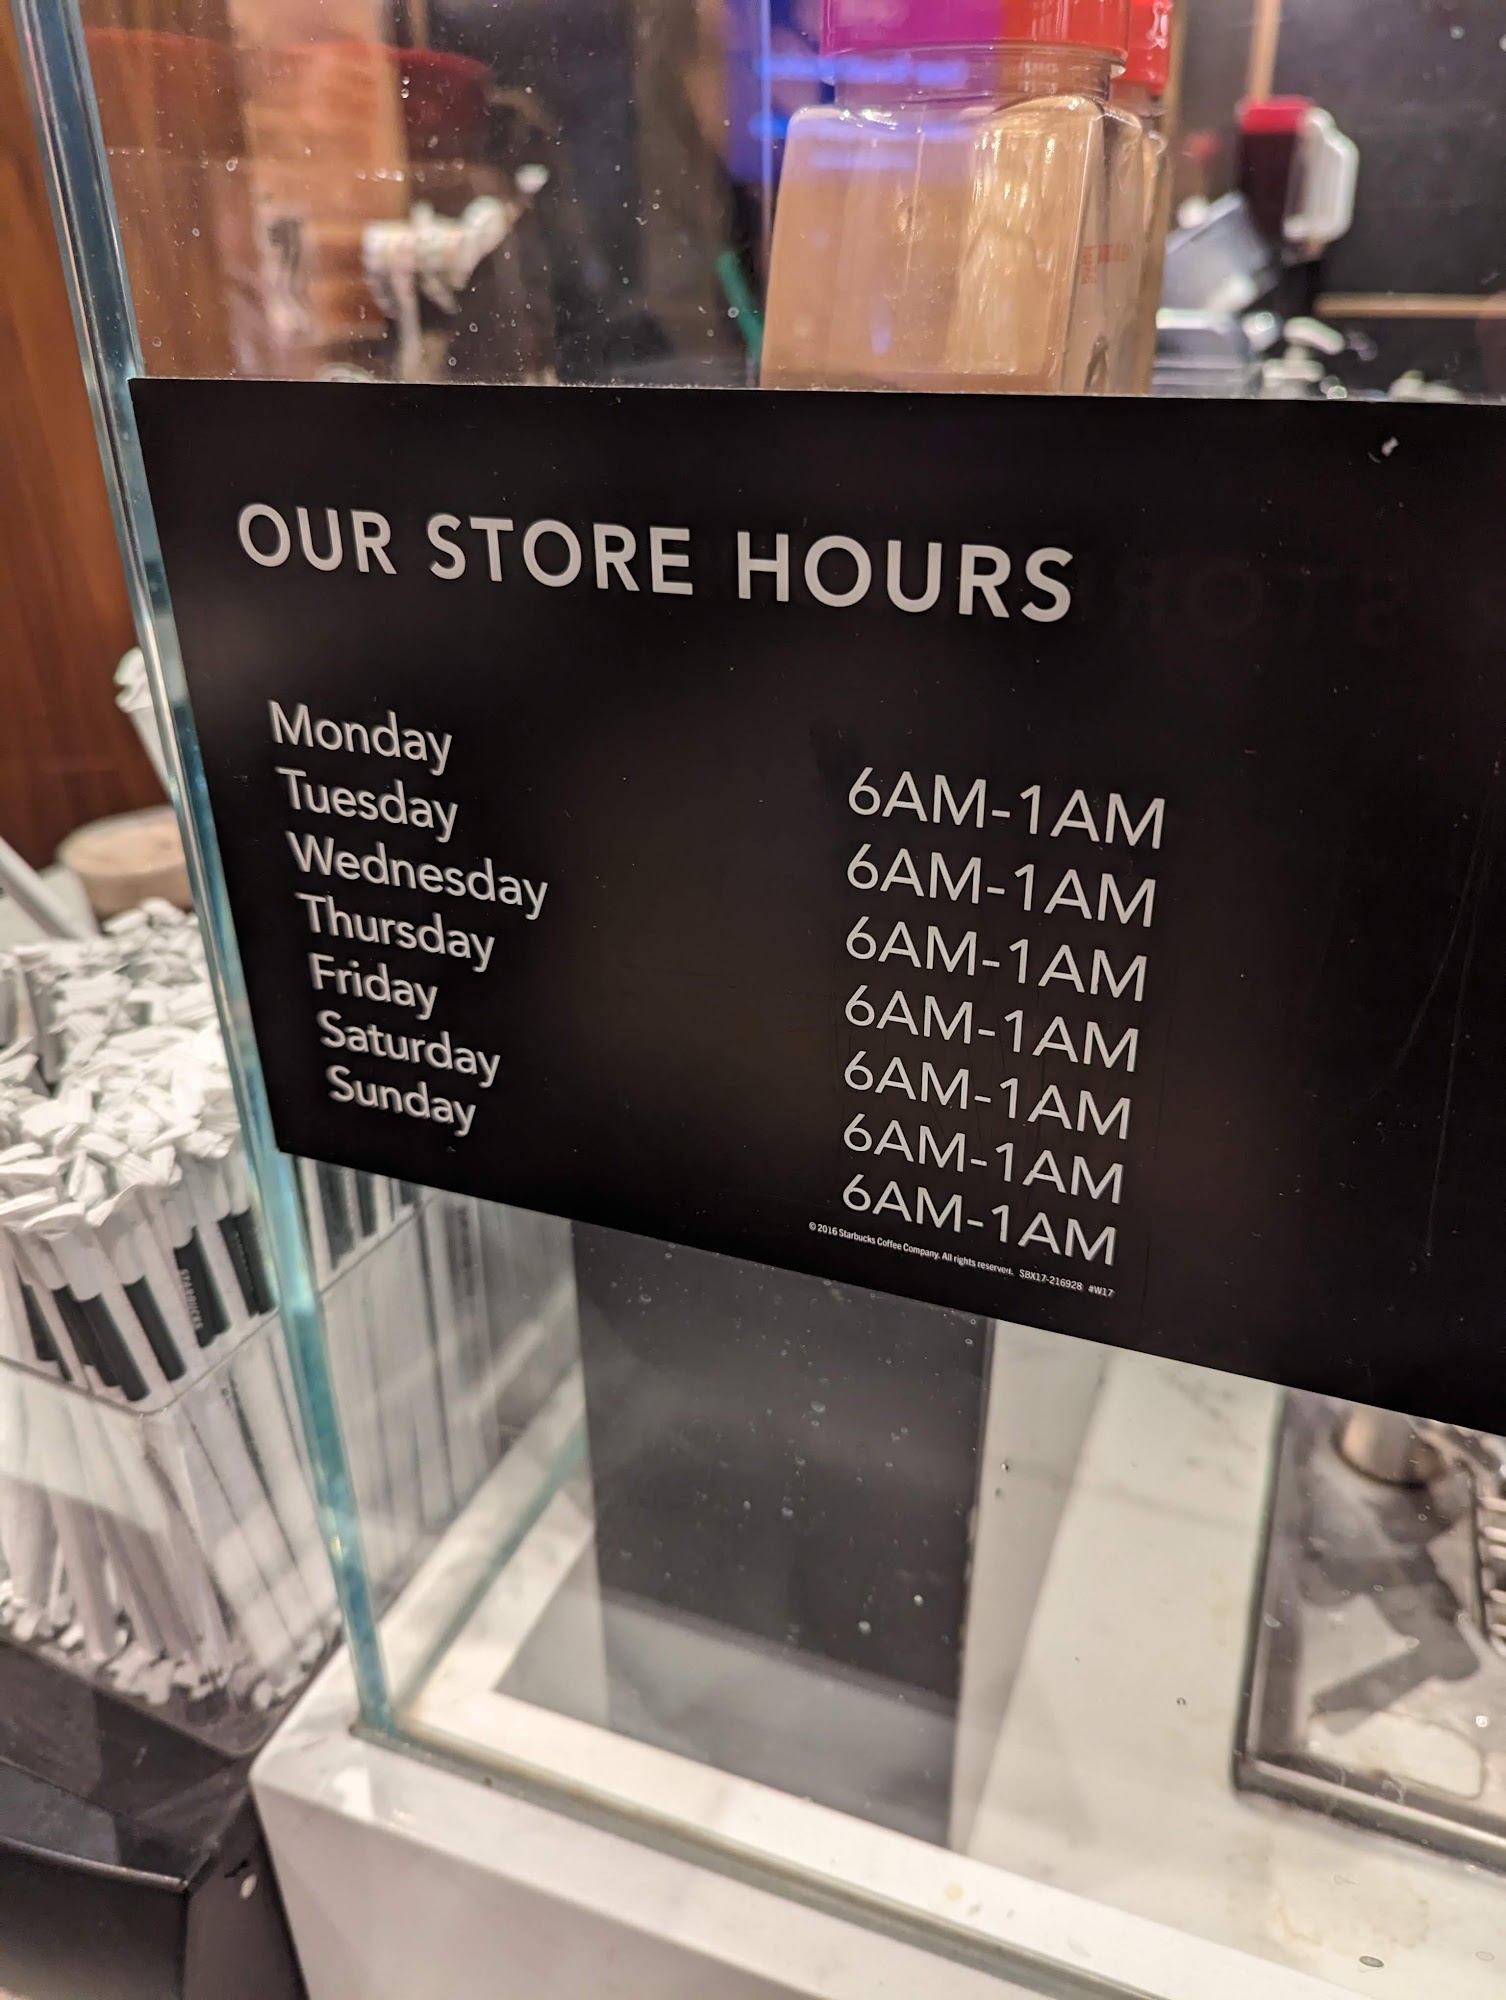 OUR STORE HOURS
Monday 6AM-1AM
Tuesday 6AM-1AM
Wednesday 6AM-1AM
Thursday 6AM-1AM
Friday 6AM-1AM
Saturday 6AM-1AM
Sunday 6AM-1AM
© 2016 Starbucks Coffee Company. All rights reserved. SBX17-216928 #W17
STARBUCKS